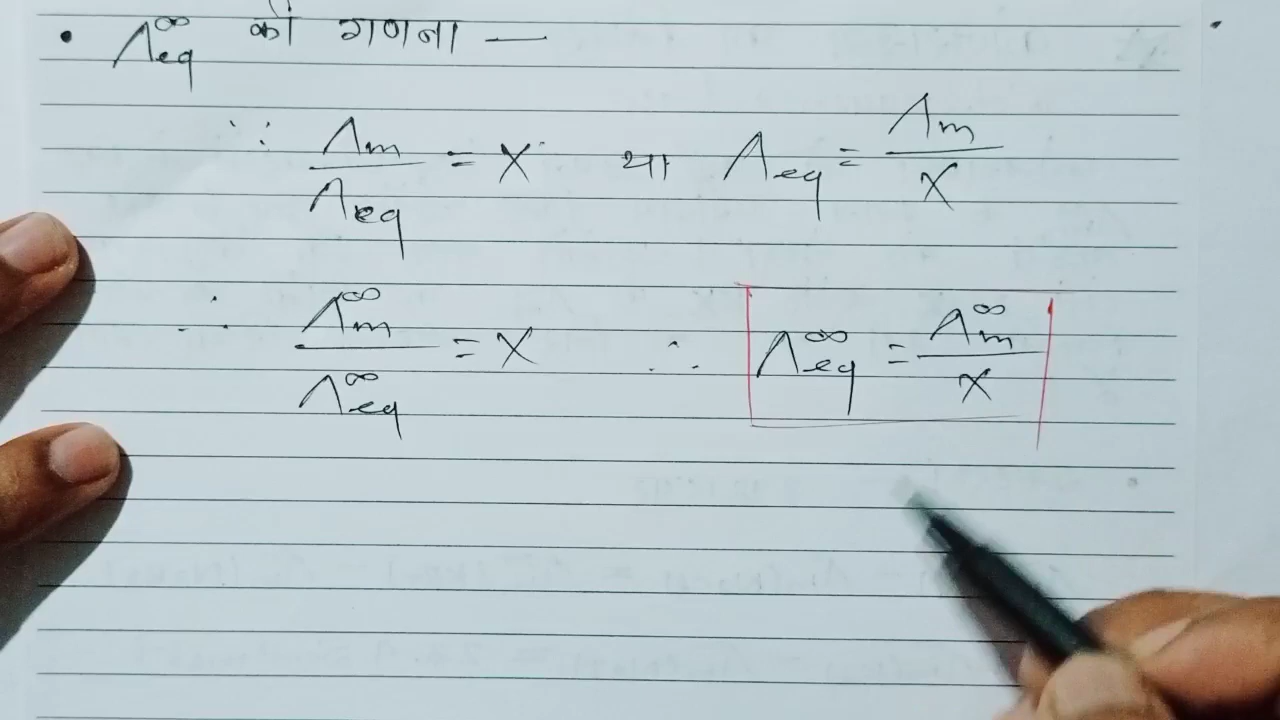 • Λ∞eq की गणना —
∵ Λm/Λeq = x या Λeq = Λm/x
∴ Λ∞m/Λ∞eq = x ∴ Λ∞eq = Λ∞m/x